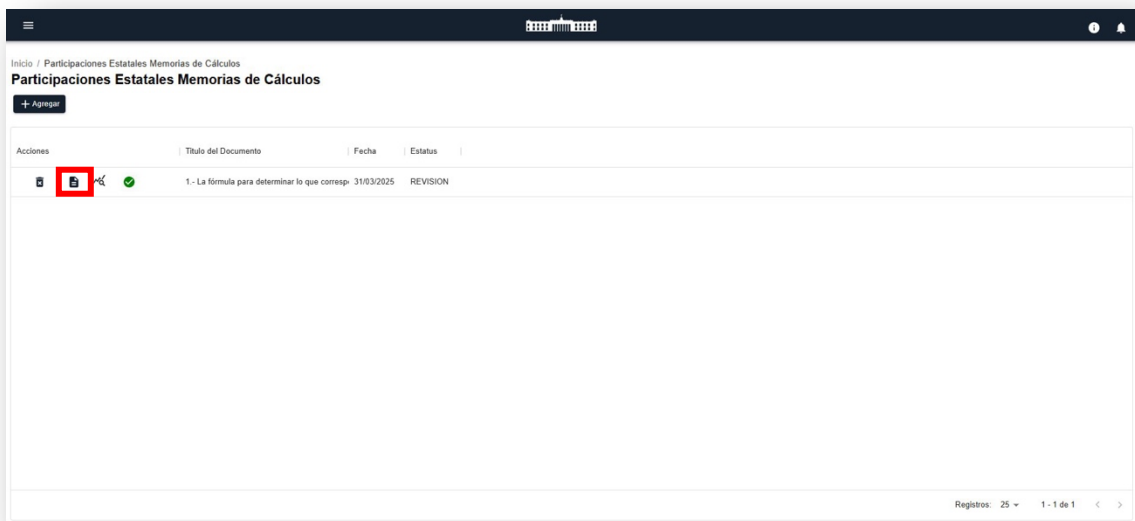 Inicio / Participaciones Estatales Memorias de Cálculos
Participaciones Estatales Memorias de Cálculos
+ Agregar
Acciones Titulo del Documento Fecha Estatus
1.- La fórmula para determinar lo que corresp 31/03/2025 REVISION
Registros: 25 1 - 1 de 1